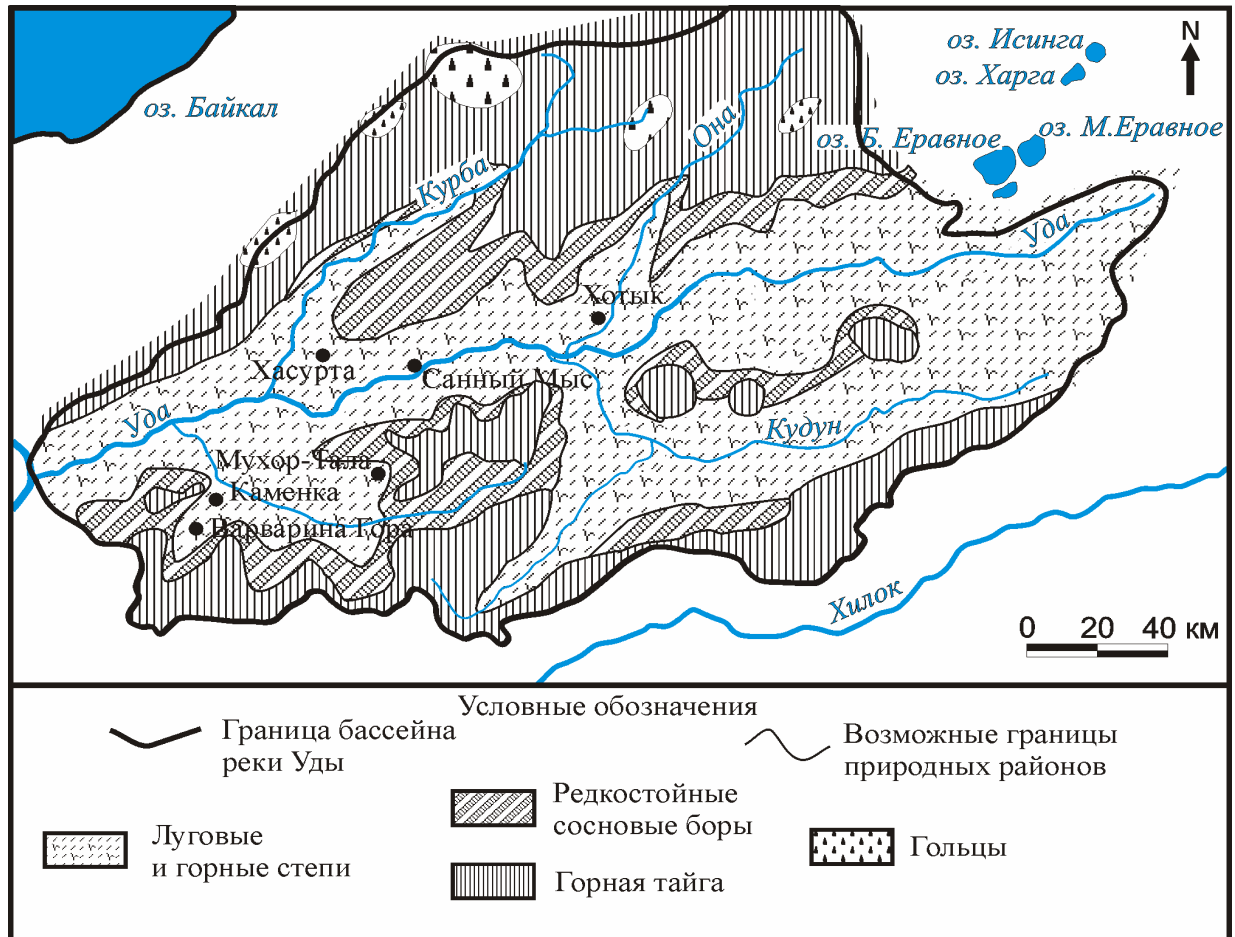 N
оз. Исинга
оз. Харга
оз. Байкал
оз. М.Еравное
оз. Б. Еравное
Она
Курба
Уда
Хотык
Хасурта
Санный Мыс
Уда
Кудун
Мухор-Тала
Каменка
Варварина Гора
Хилок
0 20 40 км
Условные обозначения
Граница бассейна
реки Уды
Возможные границы
природных районов
Редкостойные
сосновые боры
Луговые
и горные степи
Гольцы
Горная тайга